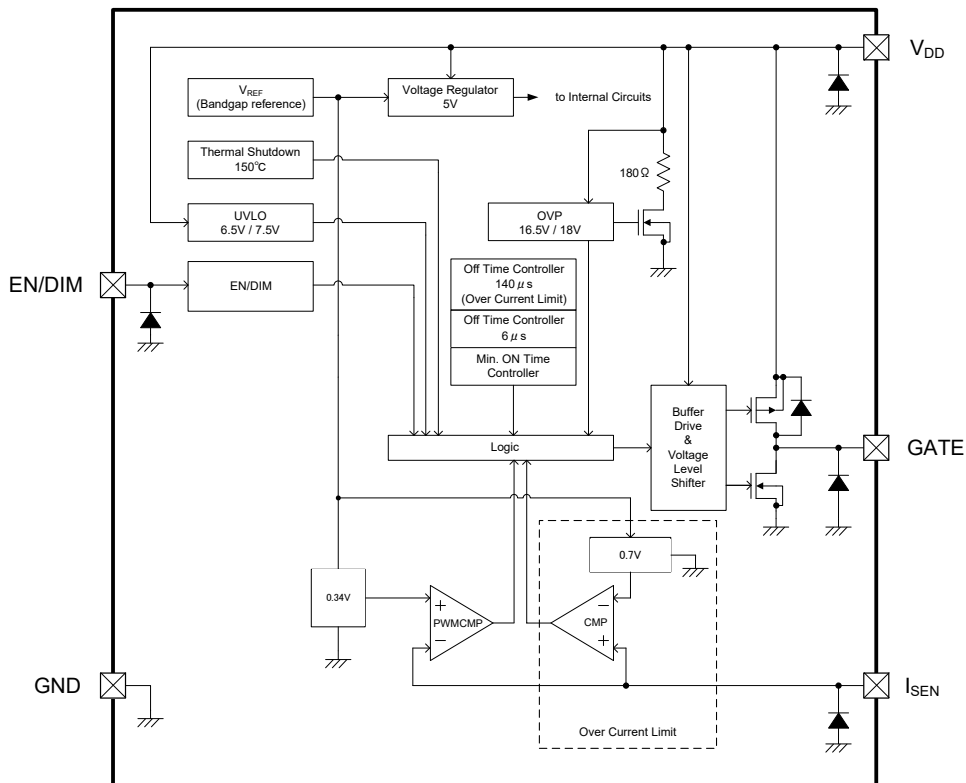 V_DD
V_REF
(Bandgap reference)
Voltage Regulator
5V
to Internal Circuits
Thermal Shutdown
150℃
180Ω
UVLO
6.5V / 7.5V
OVP
16.5V / 18V
EN/DIM
EN/DIM
Off Time Controller
140μs
(Over Current Limit)
Off Time Controller
6μs
Min. ON Time
Controller
Buffer
Drive
&
Voltage
Level
Shifter
Logic
GATE
0.7V
0.34V
+
PWMCMP
−
−
CMP
+
GND
I_SEN
Over Current Limit